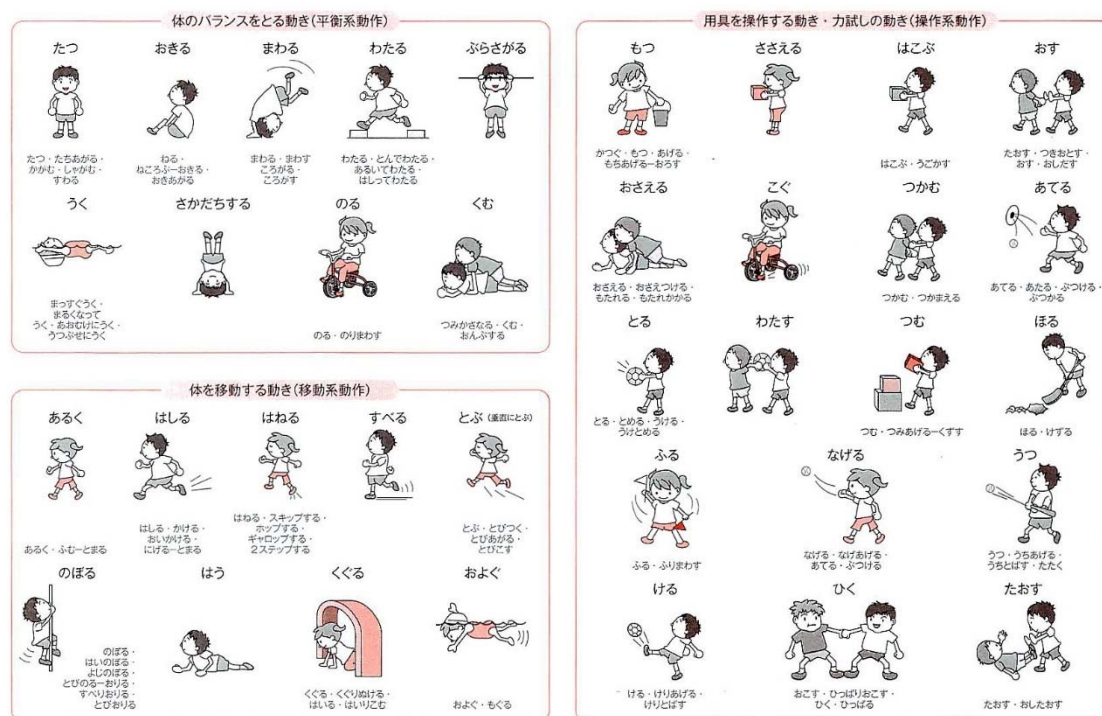 体のバランスをとる動き(平衡系動作)
たつ
おきる
まわる
わたる
ぶらさがる
たつ・たちあがる・
かがむ・しゃがむ・
すわる
ねる・
ねころぶーおきる・
おきあがる
まわる・まわす
ころがる・
ころがす
わたる・とんでわたる・
あるいてわたる・
はしってわたる
うく
さかだちする
のる
くむ
まっすぐうく・
まるくなって
うく・あおむけにうく・
うつぶせにうく
のる・のりまわす
つみかさなる・くむ・
おんぶする
体を移動する動き(移動系動作)
あるく
はしる
はねる
すべる
とぶ(垂直にとぶ)
あるく・ふむーとまる
はしる・かける・
おいかける・
にげるーとまる
はねる・スキップする・
ホップする・
ギャロップする・
2ステップする
とぶ・とびつく・
とびあがる・
とびこす
のぼる
はう
くぐる
およぐ
のぼる・
はいのぼる・
よじのぼる・
とびのるーおりる・
すべりおりる・
とびおりる
くぐる・くぐりぬける・
はいる・はいりこむ
およぐ・もぐる
用具を操作する動き・力試しの動き(操作系動作)
もつ
ささえる
はこぶ
おす
かつぐ・もつ・あげる・
もちあげるーおろす
はこぶ・うごかす
たおす・つきおとす・
おす・おしだす
おさえる
こぐ
つかむ
あてる
おさえる・おさえつける・
もたれる・もたれかかる
つかむ・つかまえる
あてる・あたる・ぶつける・
ぶつかる
とる
わたす
つむ
ほる
とる・とめる・うける・
うけとめる
つむ・つみあげるーくずす
ほる・けずる
ふる
なげる
うつ
ふる・ふりまわす
なげる・なげあげる・
あてる・ぶつける
うつ・うちあげる・
うちとばす・たたく
ける
ひく
たおす
ける・けりあげる・
けりとばす
おこす・ひっぱりおこす・
ひく・ひっぱる
たおす・おしたおす